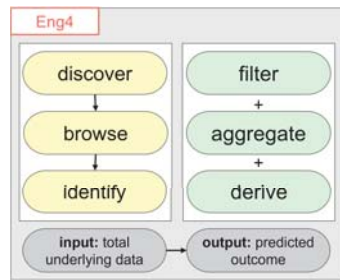 Eng4
discover
browse
identify
filter
+
aggregate
+
derive
input: total
underlying data
output: predicted
outcome